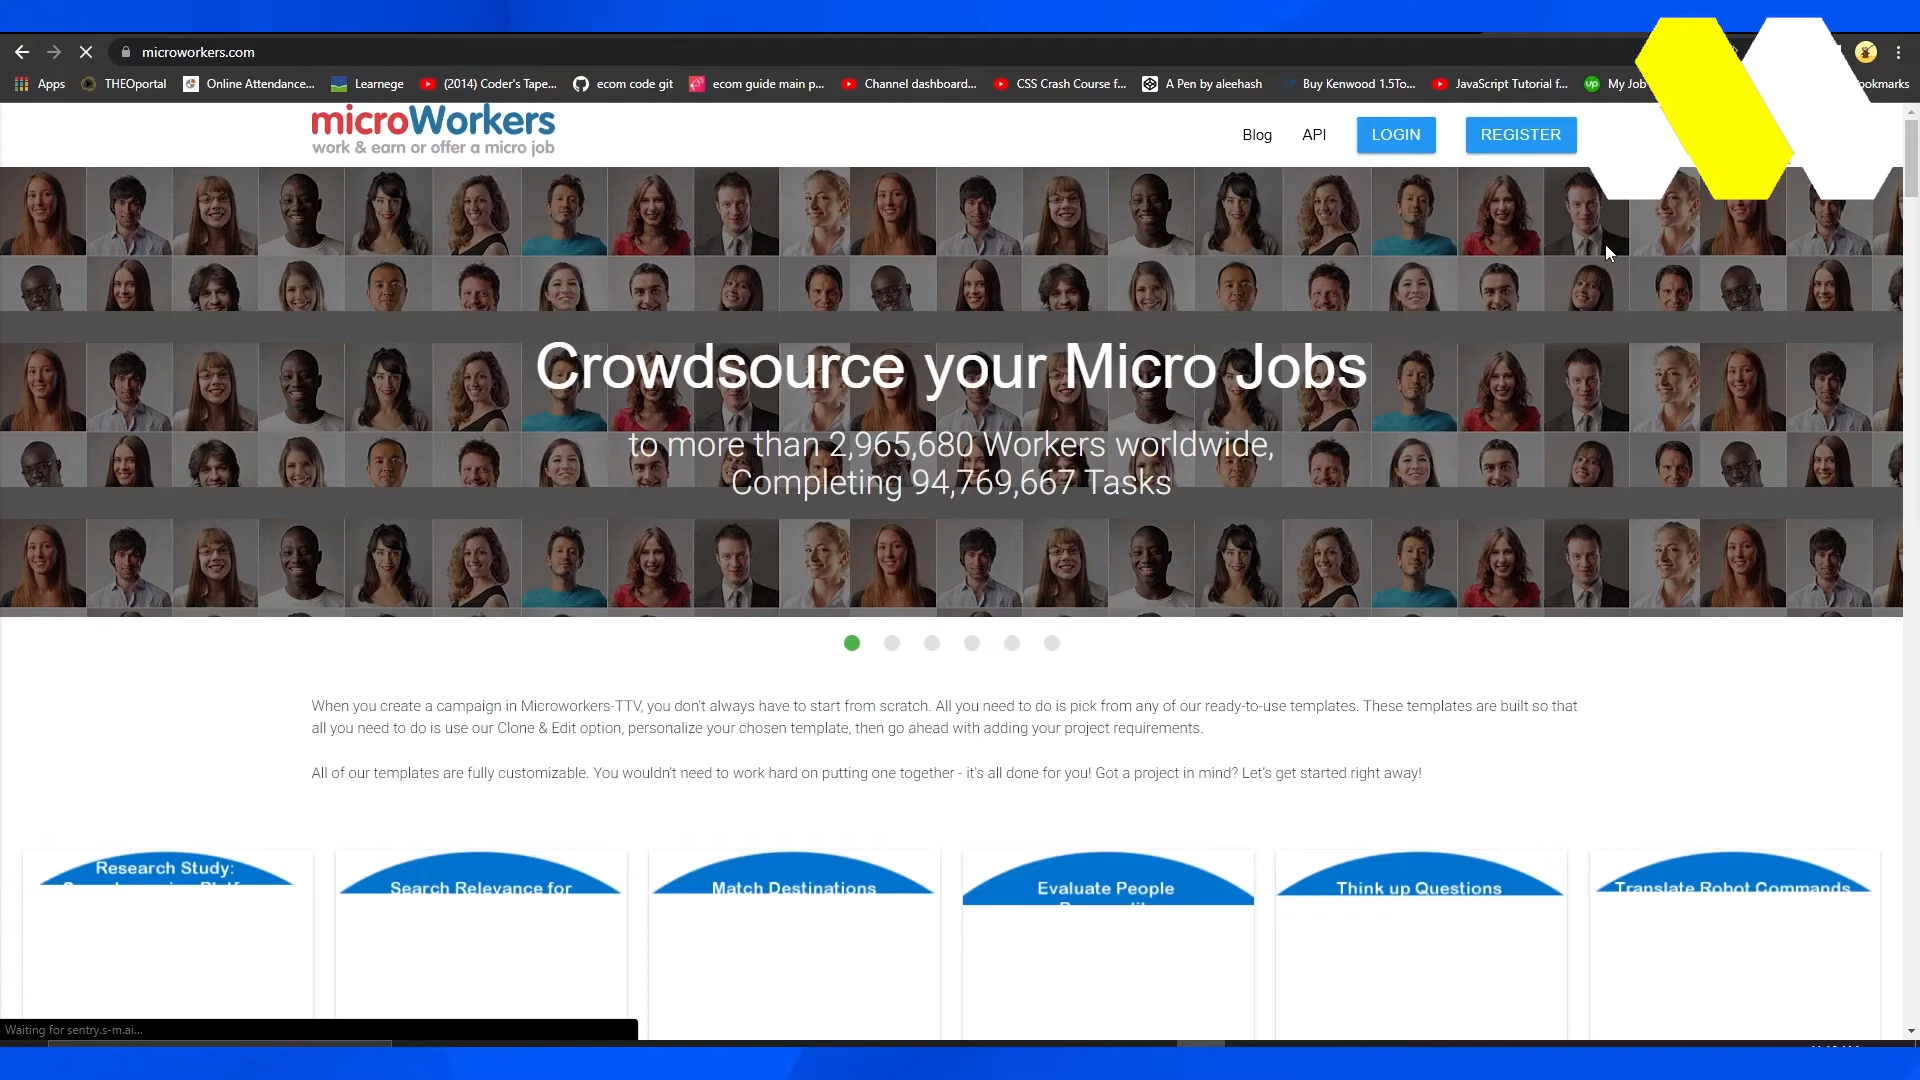 microworkers.com
Apps THEOportal Online Attendance... Learnege (2014) Coder's Tape... ecom code git ecom guide main p... Channel dashboard... CSS Crash Course f... A Pen by aleehash Buy Kenwood 1.5To... JavaScript Tutorial f... My Job ookmarks
microWorkers
work & earn or offer a micro job
Blog API LOGIN REGISTER
Crowdsource your Micro Jobs
to more than 2,965,680 Workers worldwide,
Completing 94,769,667 Tasks
When you create a campaign in Microworkers-TTV, you don't always have to start from scratch. All you need to do is pick from any of our ready-to-use templates. These templates are built so that
all you need to do is use our Clone & Edit option, personalize your chosen template, then go ahead with adding your project requirements.
All of our templates are fully customizable. You wouldn't need to work hard on putting one together - it's all done for you! Got a project in mind? Let's get started right away!
Research Study:
Search Relevance for
Match Destinations
Evaluate People
Think up Questions
Translate Robot Commands
Waiting for sentry.s-m.ai...